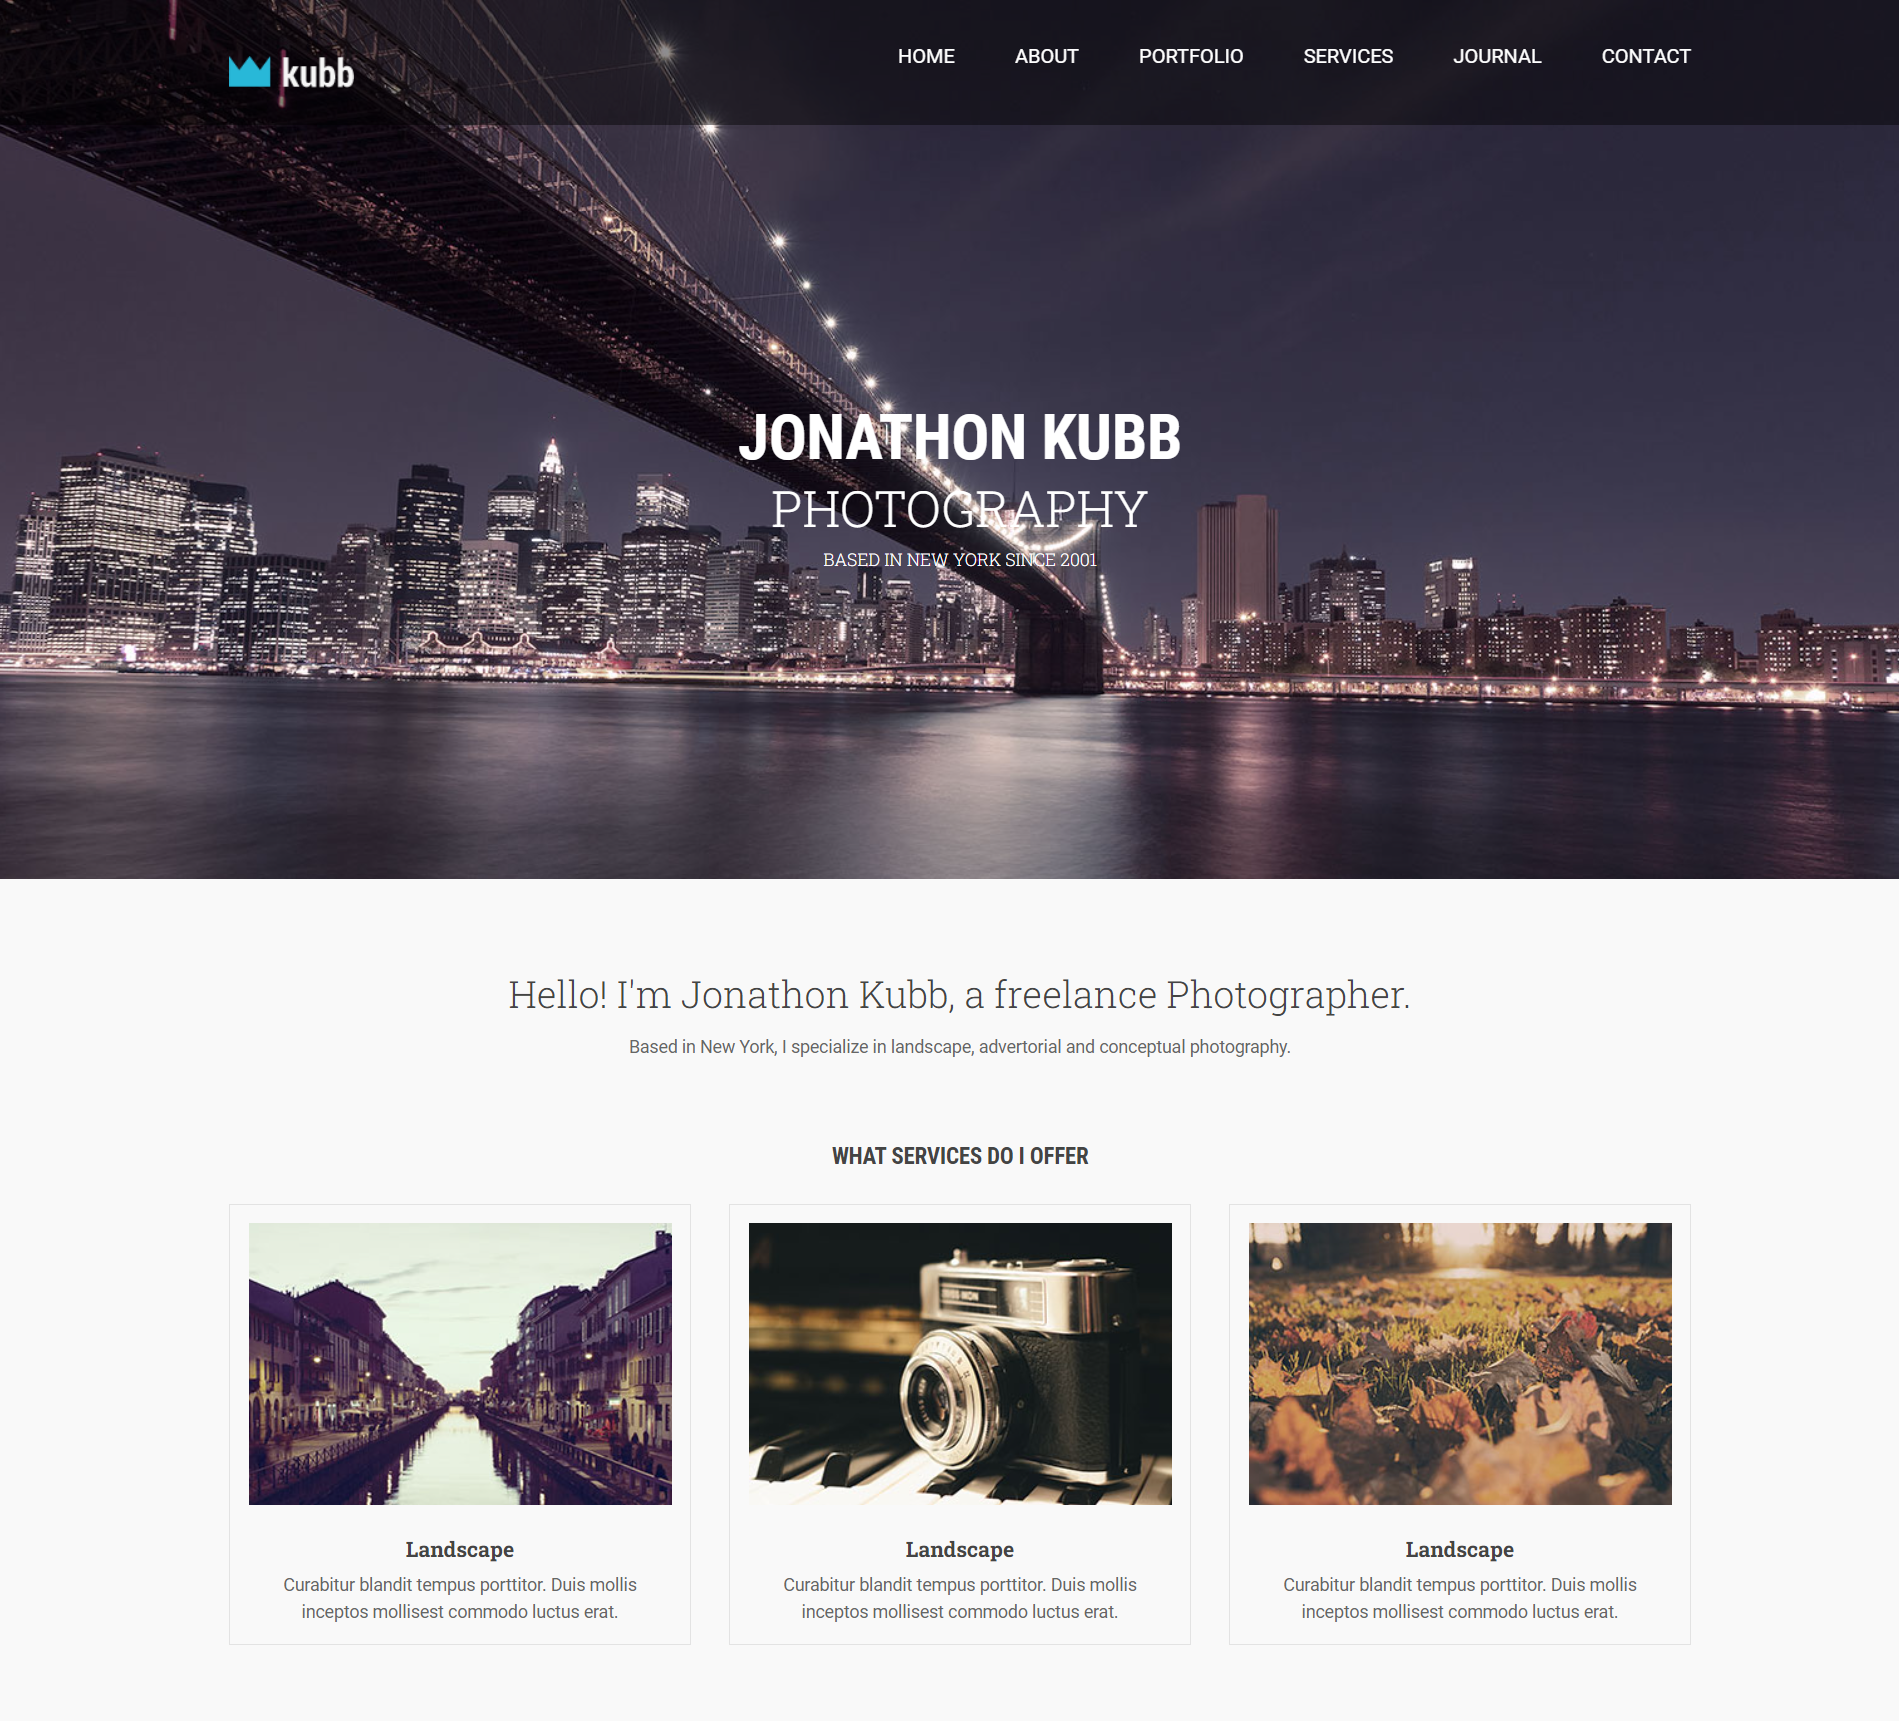 kubb
HOME ABOUT PORTFOLIO SERVICES JOURNAL CONTACT
JONATHON KUBB
PHOTOGRAPHY
BASED IN NEW YORK SINCE 2001
Hello! I'm Jonathon Kubb, a freelance Photographer.
Based in New York, I specialize in landscape, advertorial and conceptual photography.
WHAT SERVICES DO I OFFER
Landscape
Curabitur blandit tempus porttitor. Duis mollis
inceptos mollisest commodo luctus erat.
Landscape
Curabitur blandit tempus porttitor. Duis mollis
inceptos mollisest commodo luctus erat.
Landscape
Curabitur blandit tempus porttitor. Duis mollis
inceptos mollisest commodo luctus erat.